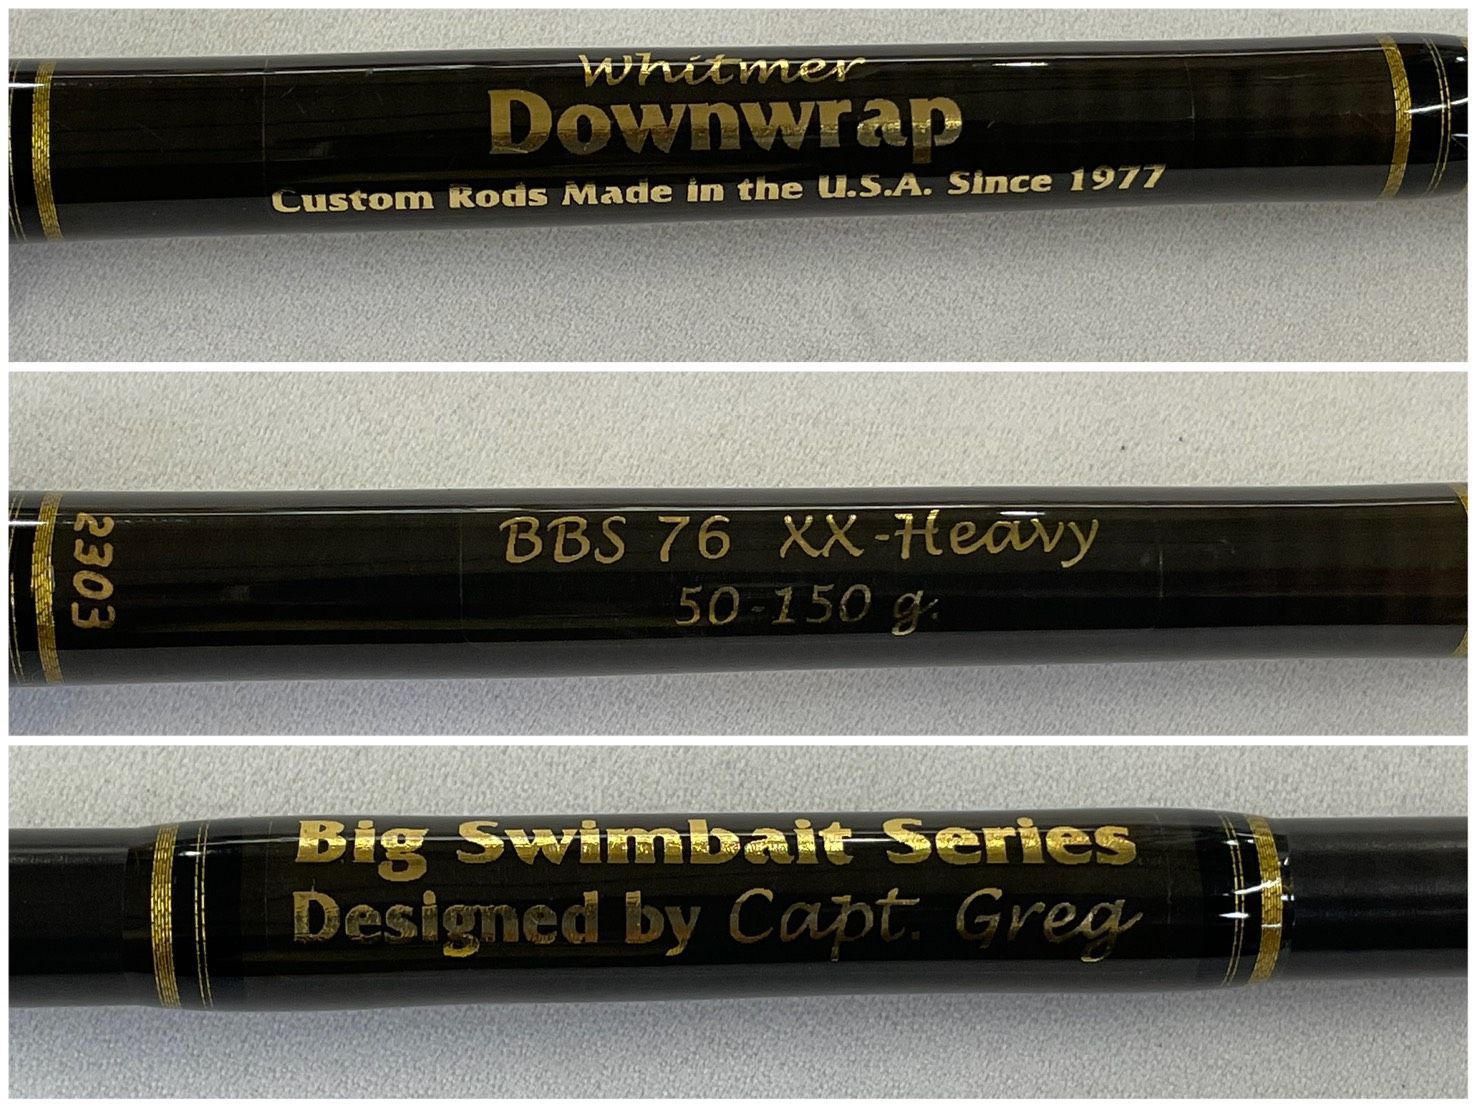 Whitmer
Downwrap
Custom Rods Made in the U.S.A. Since 1977
2303
BBS 76 XX-Heavy
50-150 g.
Big Swimbait Series
Designed by Capt. Greg